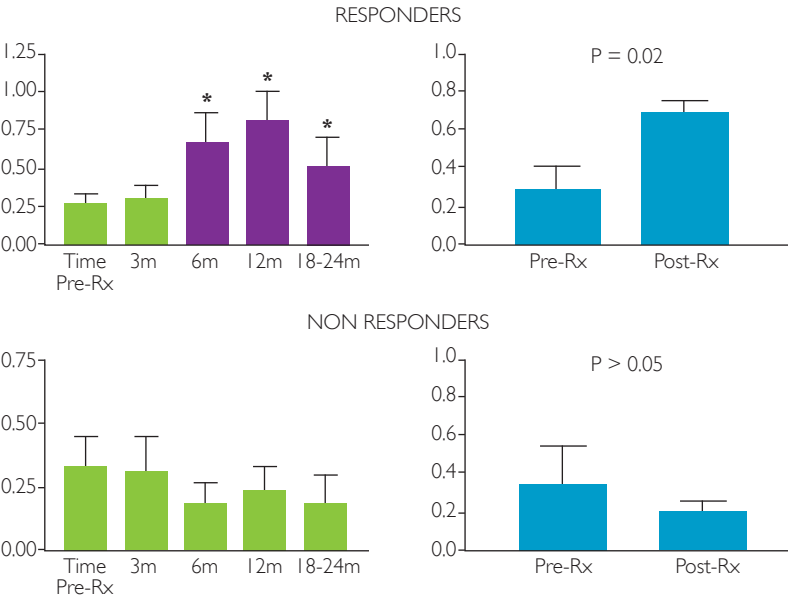 RESPONDERS
1.25
1.00
0.75
0.50
0.25
0.00
* * *
Time 3m 6m 12m 18-24m
Pre-Rx
1.0
0.8
0.6
0.4
0.2
0.0
P = 0.02
Pre-Rx Post-Rx
NON RESPONDERS
0.75
0.50
0.25
0.00
Time 3m 6m 12m 18-24m
Pre-Rx
1.0
0.8
0.6
0.4
0.2
0.0
P > 0.05
Pre-Rx Post-Rx